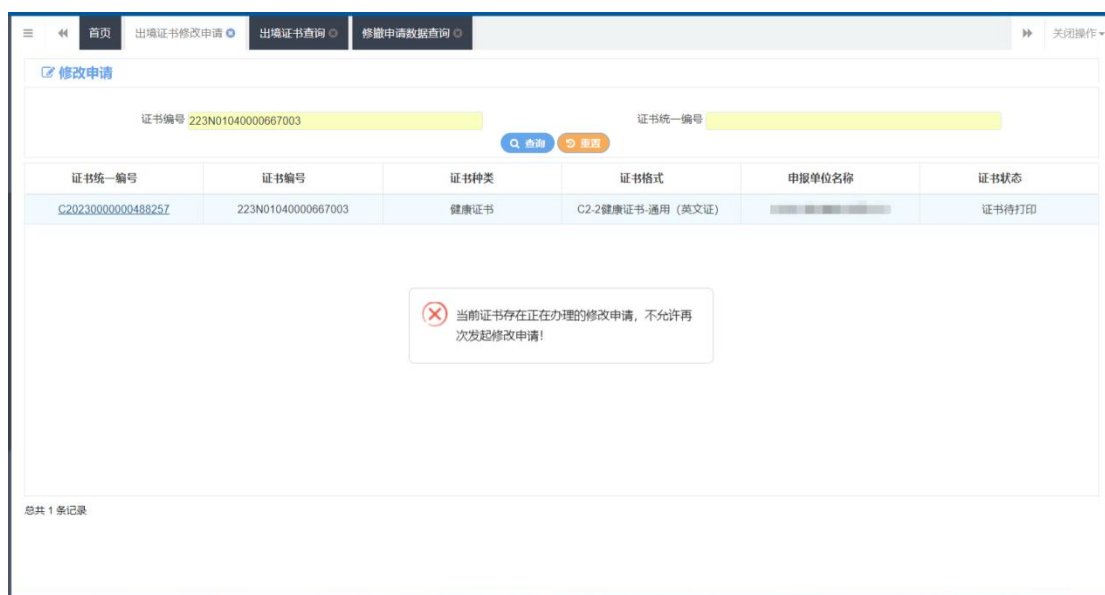 首页 出境证书修改申请 出境证书查询 修撤申请数据查询 关闭操作
修改申请
证书编号 223N01040000667003 证书统一编号
查询 重置
证书统一编号 证书编号 证书种类 证书格式 申报单位名称 证书状态
C20230000000488257 223N01040000667003 健康证书 C2-2健康证书-通用（英文证） 证书待打印
当前证书存在正在办理的修改申请，不允许再
次发起修改申请！
总共 1 条记录